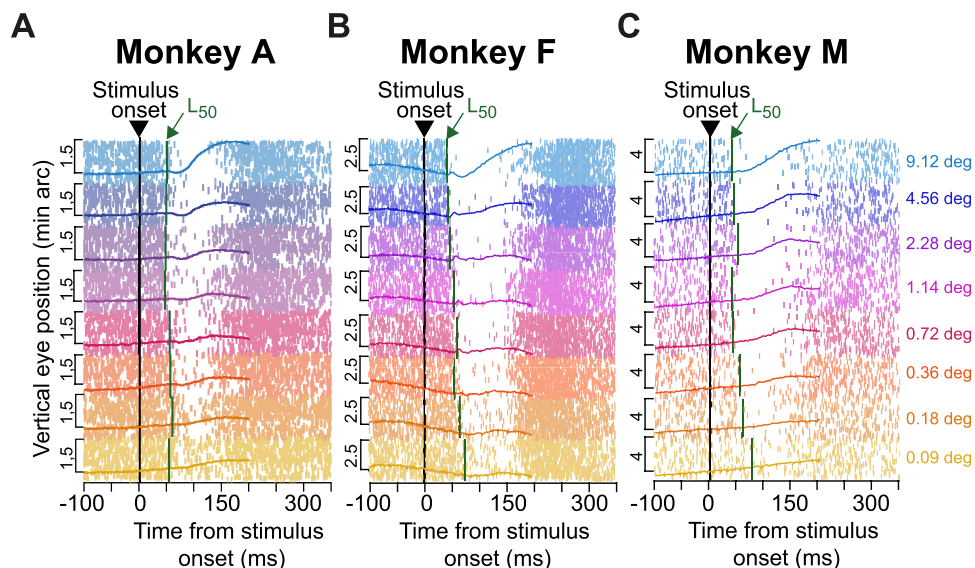 A
Monkey A
Stimulus
onset
L50
Vertical eye position (min arc)
1.5
1.5
1.5
1.5
1.5
1.5
1.5
1.5
-100 0 150 300
Time from stimulus
onset (ms)
B
Monkey F
Stimulus
onset
L50
2.5
2.5
2.5
2.5
2.5
2.5
2.5
2.5
-100 0 150 300
Time from stimulus
onset (ms)
C
Monkey M
Stimulus
onset
L50
4
4
4
4
4
4
4
4
9.12 deg
4.56 deg
2.28 deg
1.14 deg
0.72 deg
0.36 deg
0.18 deg
0.09 deg
-100 0 150 300
Time from stimulus
onset (ms)